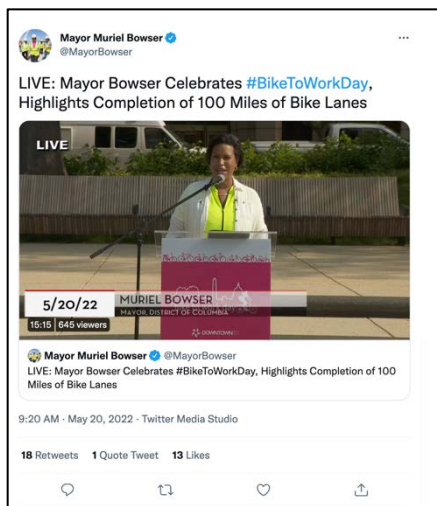 Mayor Muriel Bowser
@MayorBowser
LIVE: Mayor Bowser Celebrates #BikeToWorkDay,
Highlights Completion of 100 Miles of Bike Lanes
LIVE
5/20/22
MURIEL BOWSER
MAYOR, DISTRICT OF COLUMBIA
15:15 645 viewers
DOWNTOWNDC
Mayor Muriel Bowser @MayorBowser
LIVE: Mayor Bowser Celebrates #BikeToWorkDay, Highlights Completion of 100
Miles of Bike Lanes
9:20 AM · May 20, 2022 · Twitter Media Studio
18 Retweets 1 Quote Tweet 13 Likes